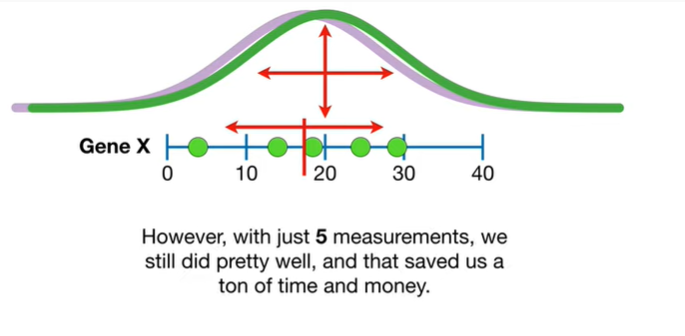 Gene X
0 10 20 30 40
However, with just 5 measurements, we
still did pretty well, and that saved us a
ton of time and money.